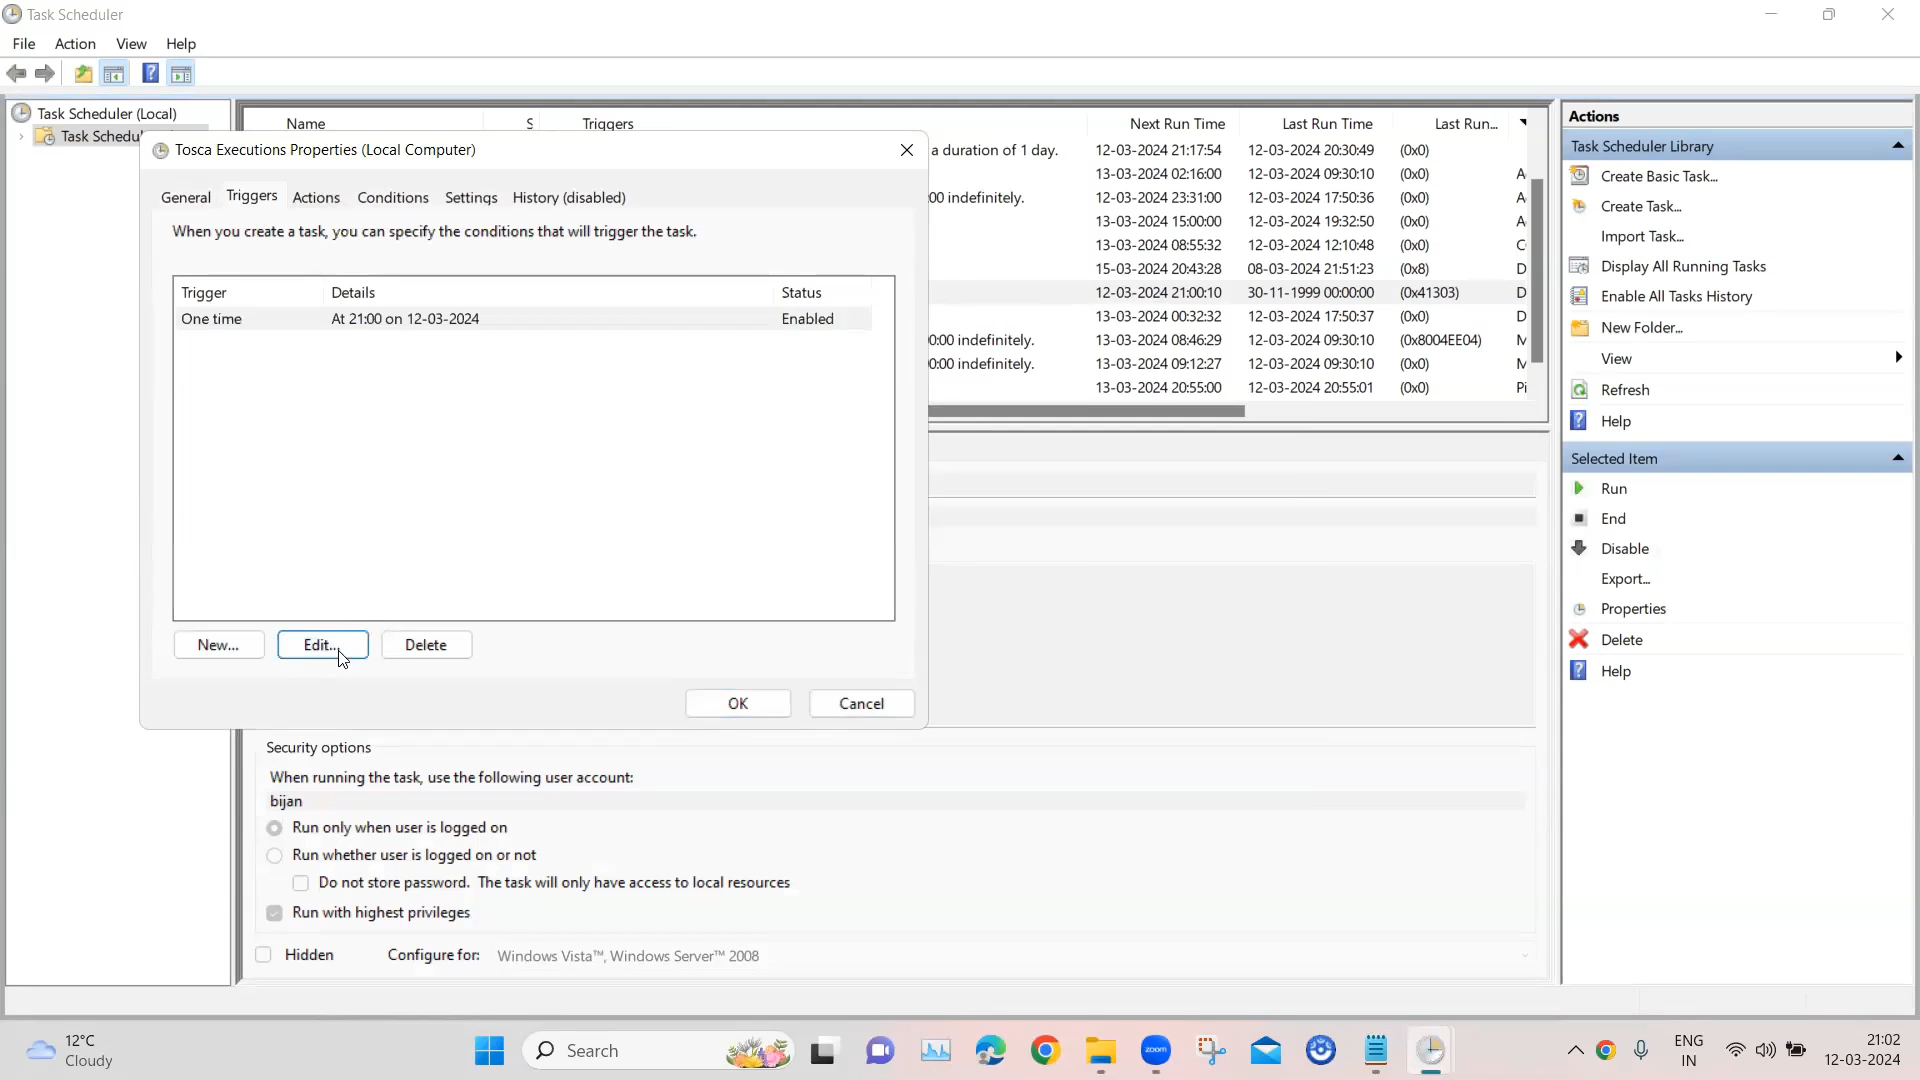 Task Scheduler
File Action View Help
Task Scheduler (Local)
Task Schedul
Name S Triggers Next Run Time Last Run Time Last Run...
a duration of 1 day. 12-03-2024 21:17:54 12-03-2024 20:30:49 (0x0)
13-03-2024 02:16:00 12-03-2024 09:30:10 (0x0) A
00 indefinitely. 12-03-2024 23:31:00 12-03-2024 17:50:36 (0x0) A
13-03-2024 15:00:00 12-03-2024 19:32:50 (0x0) A
13-03-2024 08:55:32 12-03-2024 12:10:48 (0x0) C
15-03-2024 20:43:28 08-03-2024 21:51:23 (0x8) D
12-03-2024 21:00:10 30-11-1999 00:00:00 (0x41303) D
13-03-2024 00:32:32 12-03-2024 17:50:37 (0x0) D
0:00 indefinitely. 13-03-2024 08:46:29 12-03-2024 09:30:10 (0x8004EE04) M
0:00 indefinitely. 13-03-2024 09:12:27 12-03-2024 09:30:10 (0x0) M
13-03-2024 20:55:00 12-03-2024 20:55:01 (0x0) Pi
Tosca Executions Properties (Local Computer)
General Triggers Actions Conditions Settings History (disabled)
When you create a task, you can specify the conditions that will trigger the task.
Trigger Details Status
One time At 21:00 on 12-03-2024 Enabled
New... Edit... Delete
OK Cancel
Security options
When running the task, use the following user account:
bijan
Run only when user is logged on
Run whether user is logged on or not
Do not store password. The task will only have access to local resources
Run with highest privileges
Hidden Configure for: Windows Vista™, Windows Server™ 2008
Actions
Task Scheduler Library
Create Basic Task...
Create Task...
Import Task...
Display All Running Tasks
Enable All Tasks History
New Folder...
View
Refresh
Help
Selected Item
Run
End
Disable
Export...
Properties
Delete
Help
12°C
Cloudy
Search
zoom
ENG
IN
21:02
12-03-2024